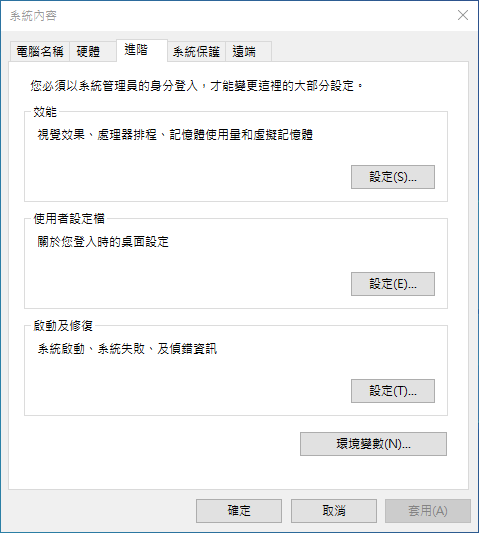 系統內容
電腦名稱 硬體 進階 系統保護 遠端
您必須以系統管理員的身分登入，才能變更這裡的大部分設定。
效能
視覺效果、處理器排程、記憶體使用量和虛擬記憶體
設定(S)...
使用者設定檔
關於您登入時的桌面設定
設定(E)...
啟動及修復
系統啟動、系統失敗、及偵錯資訊
設定(T)...
環境變數(N)...
確定 取消 套用(A)